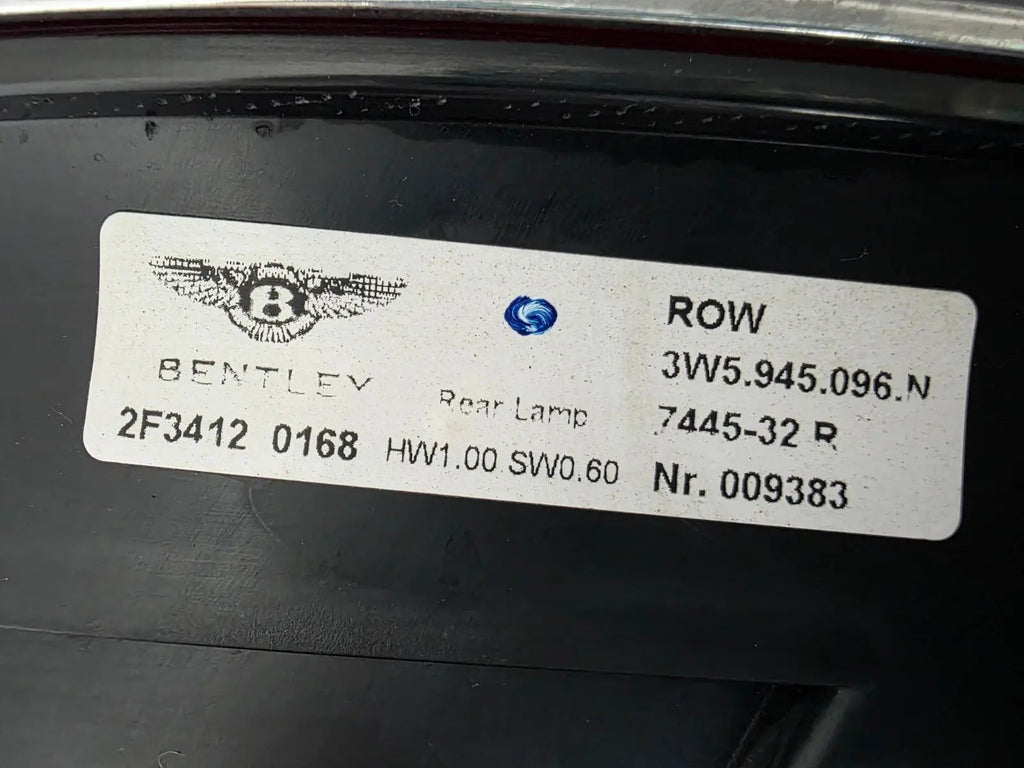 B
BENTLEY
2F3412 0168
Rear Lamp
HW1.00 SW0.60
ROW
3W5.945.096.N
7445-32 R
Nr. 009383